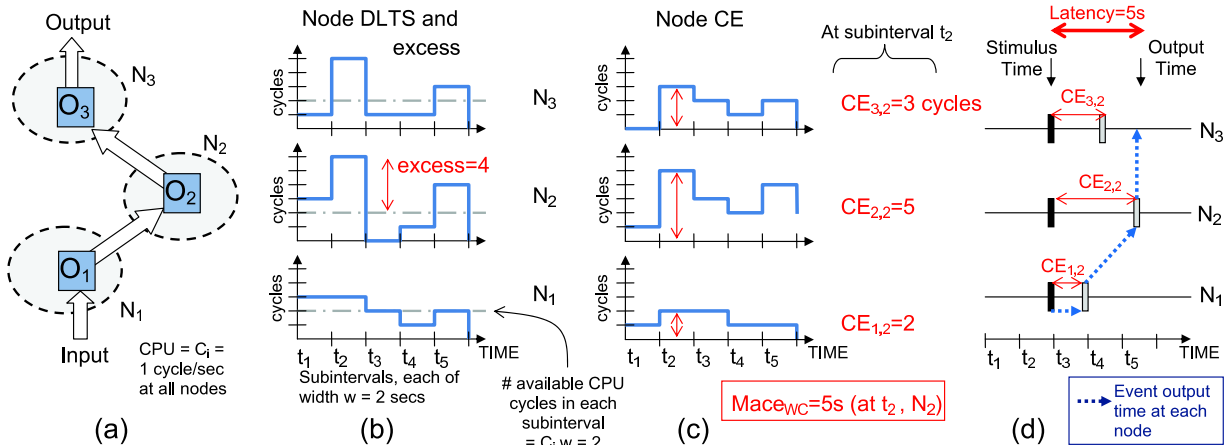 Output
N3
O3
N2
O2
O1
N1
Input
CPU = Ci =
1 cycle/sec
at all nodes
(a)
Node DLTS and
excess
cycles
N3
cycles
excess=4
N2
cycles
N1
t1 t2 t3 t4 t5 TIME
Subintervals, each of
width w = 2 secs
# available CPU
cycles in each
subinterval
= Ci w = 2
(b)
Node CE
At subinterval t2
cycles
CE3,2=3 cycles
cycles
CE2,2=5
cycles
CE1,2=2
t1 t2 t3 t4 t5 TIME
MaceWC=5s (at t2 , N2)
(c)
Latency=5s
Stimulus
Time
Output
Time
CE3,2
N3
CE2,2
N2
CE1,2
N1
t1 t2 t3 t4 t5 TIME
Event output
time at each
node
(d)